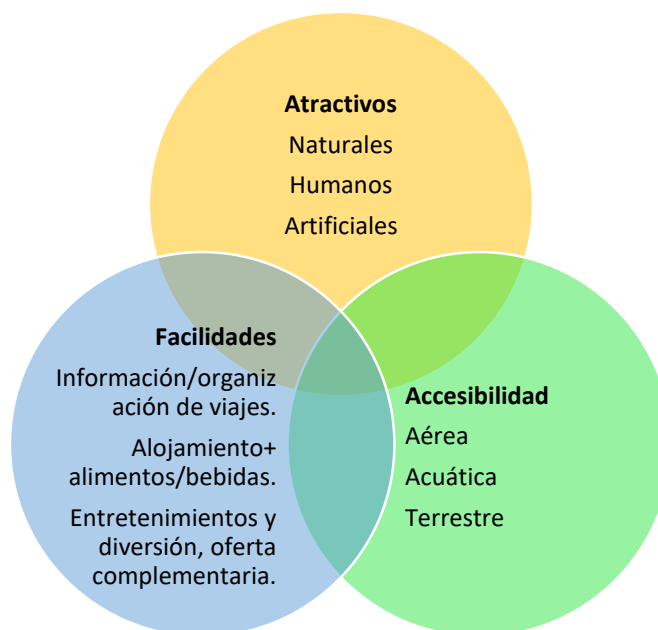 Atractivos
Naturales
Humanos
Artificiales
Facilidades
Información/organiz
ación de viajes.
Alojamiento+
alimentos/bebidas.
Entretenimientos y
diversión, oferta
complementaria.
Accesibilidad
Aérea
Acuática
Terrestre